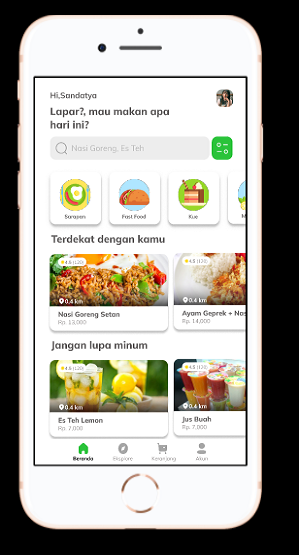 Hi,Sandatya
Lapar?, mau makan apa
hari ini?
Nasi Goreng, Es Teh
Sarapan
Fast Food
Kue
Terdekat dengan kamu
4.5 (120)
4.5 (120)
0.4 km
0.4 km
Nasi Goreng Setan
Rp. 13,000
Ayam Geprek + Nas
Rp. 14,000
Jangan lupa minum
4.5 (120)
4.5 (120)
0.4 km
0.4 km
Es Teh Lemon
Rp. 7,000
Jus Buah
Rp. 7,000
Beranda
Eksplore
Keranjang
Akun